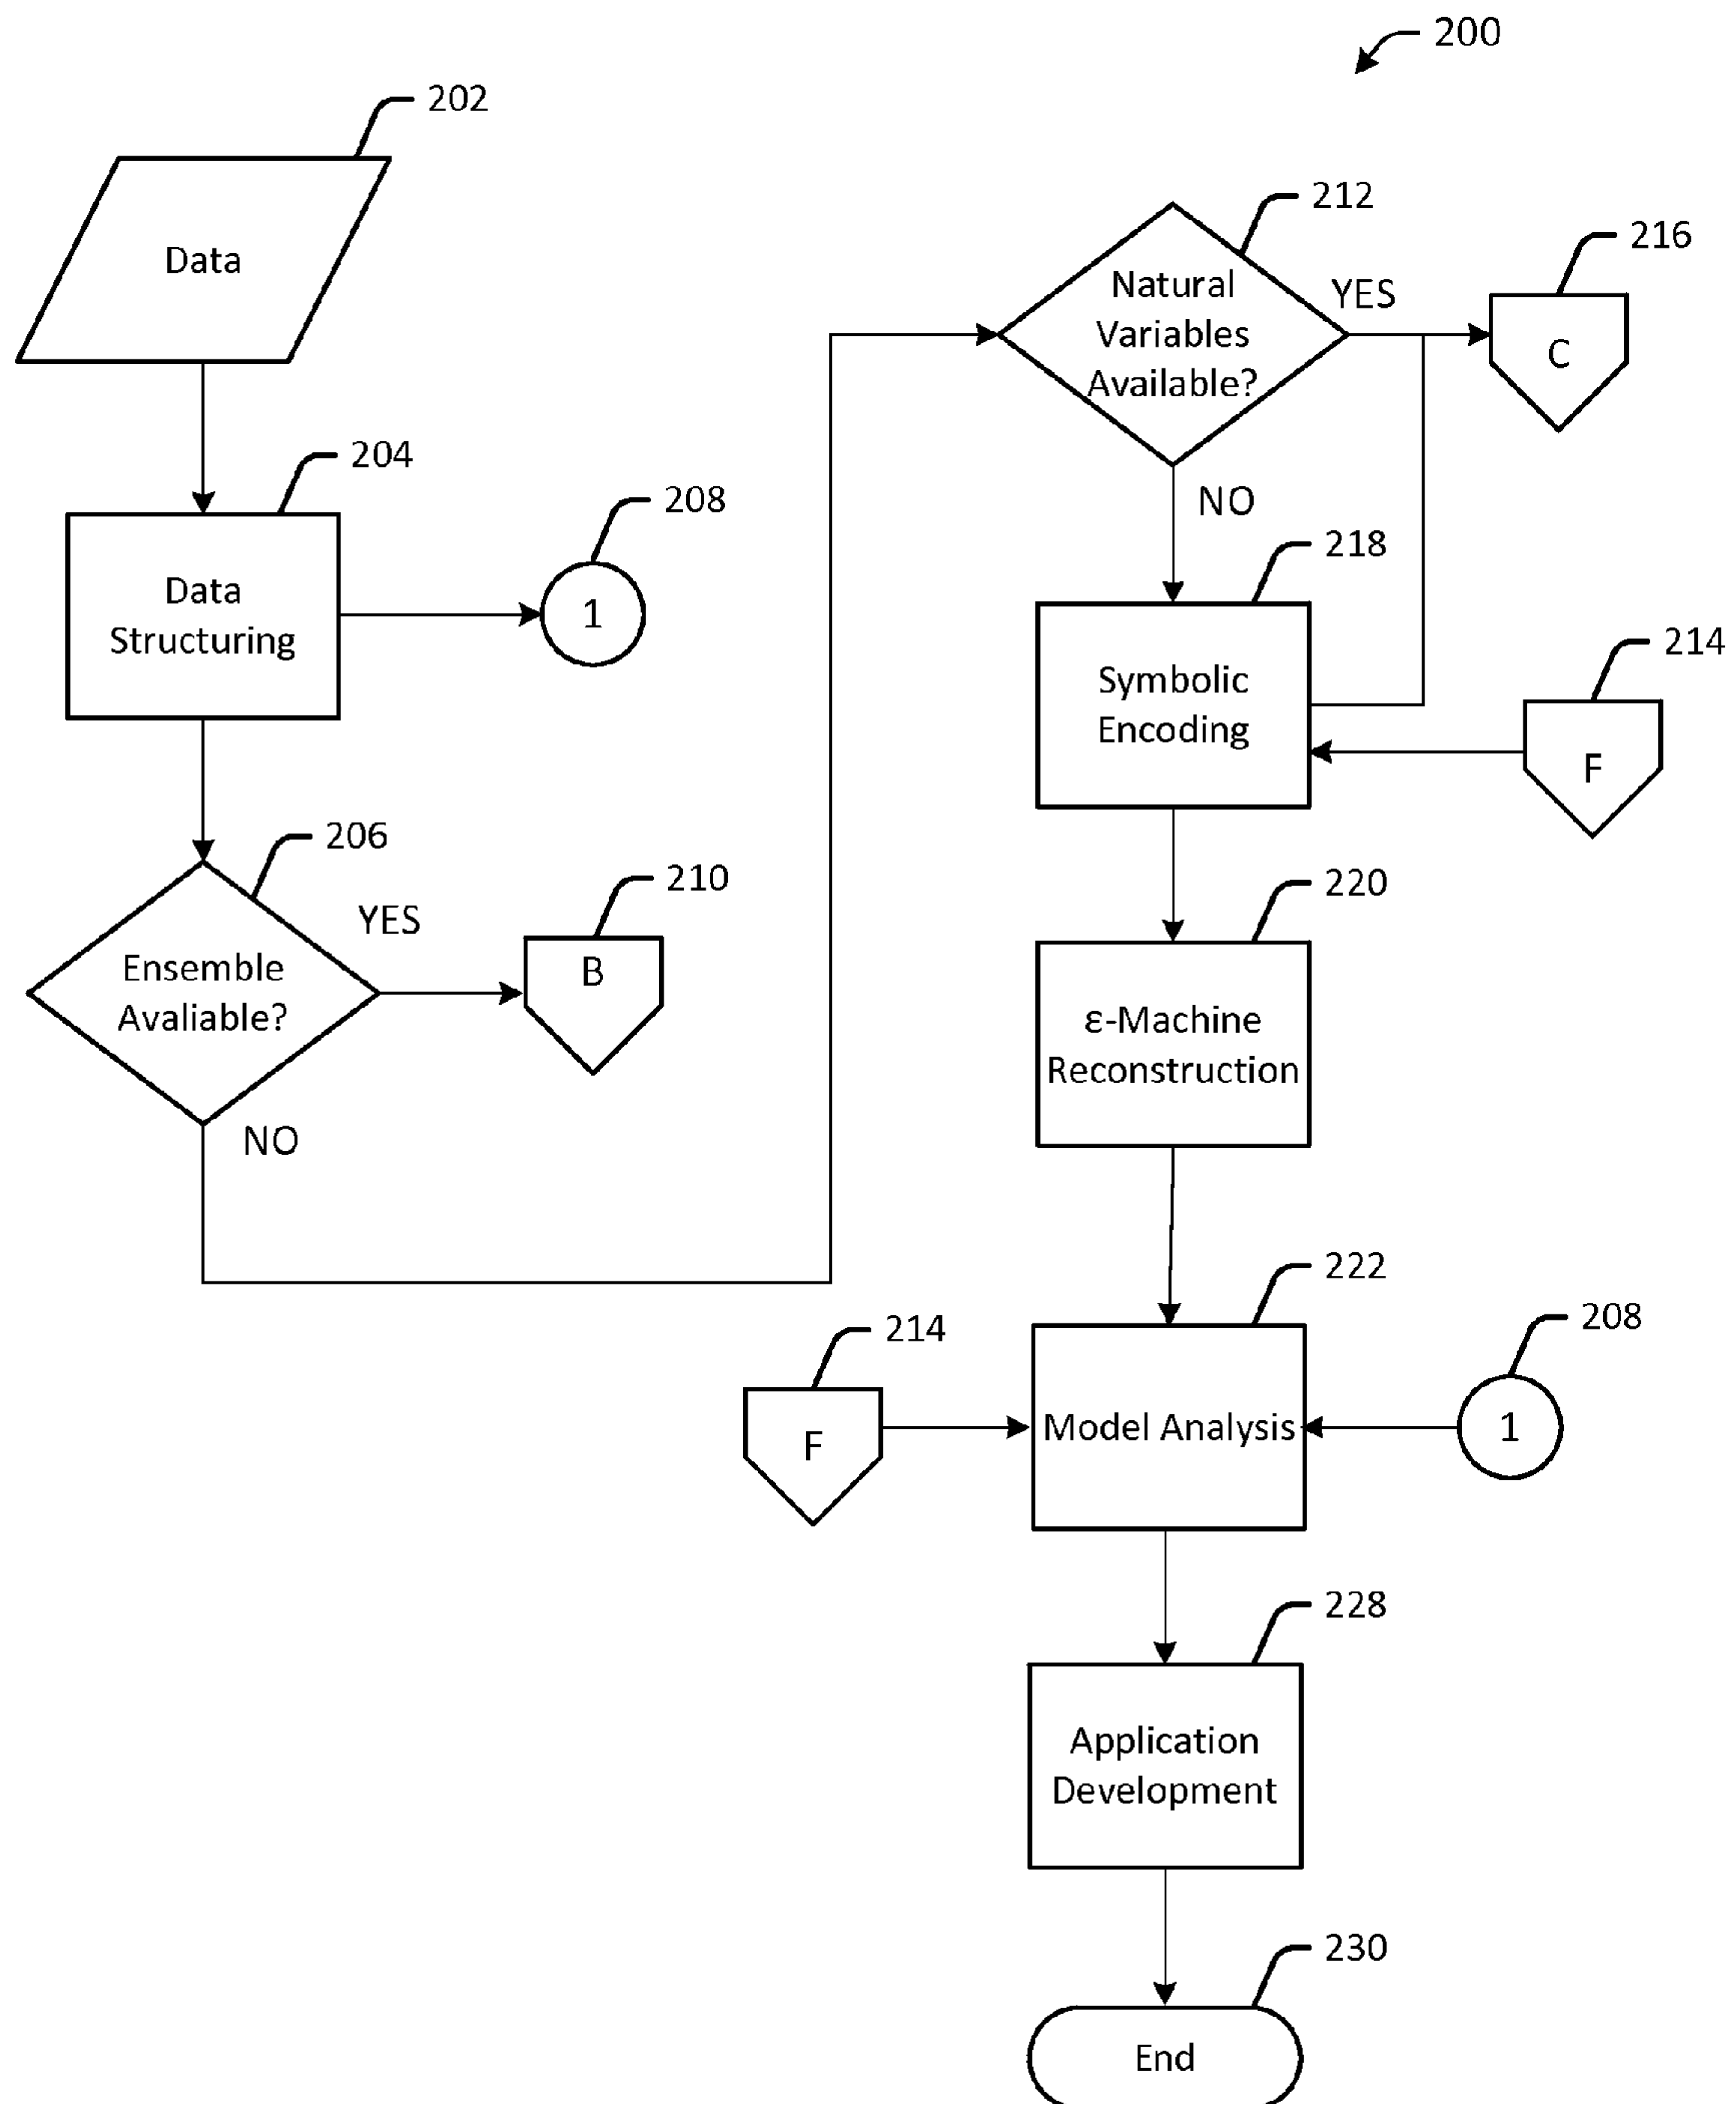 200
202
Data
204
Data
Structuring
208
1
206
Ensemble
Avaliable?
YES
210
B
NO
212
Natural
Variables
Available?
YES
216
C
NO
218
Symbolic
Encoding
214
F
220
ε-Machine
Reconstruction
222
Model Analysis
214
F
208
1
228
Application
Development
230
End